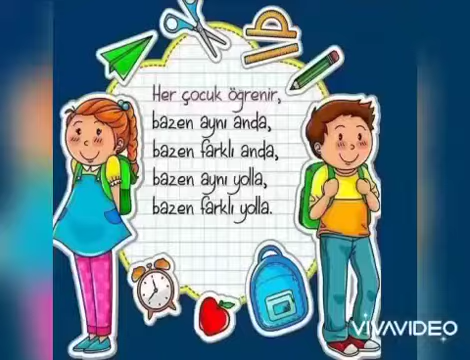 Her çocuk öğrenir,
bazen aynı anda,
bazen farklı anda,
bazen aynı yolla,
bazen farklı yolla.
VIVAVIDEO